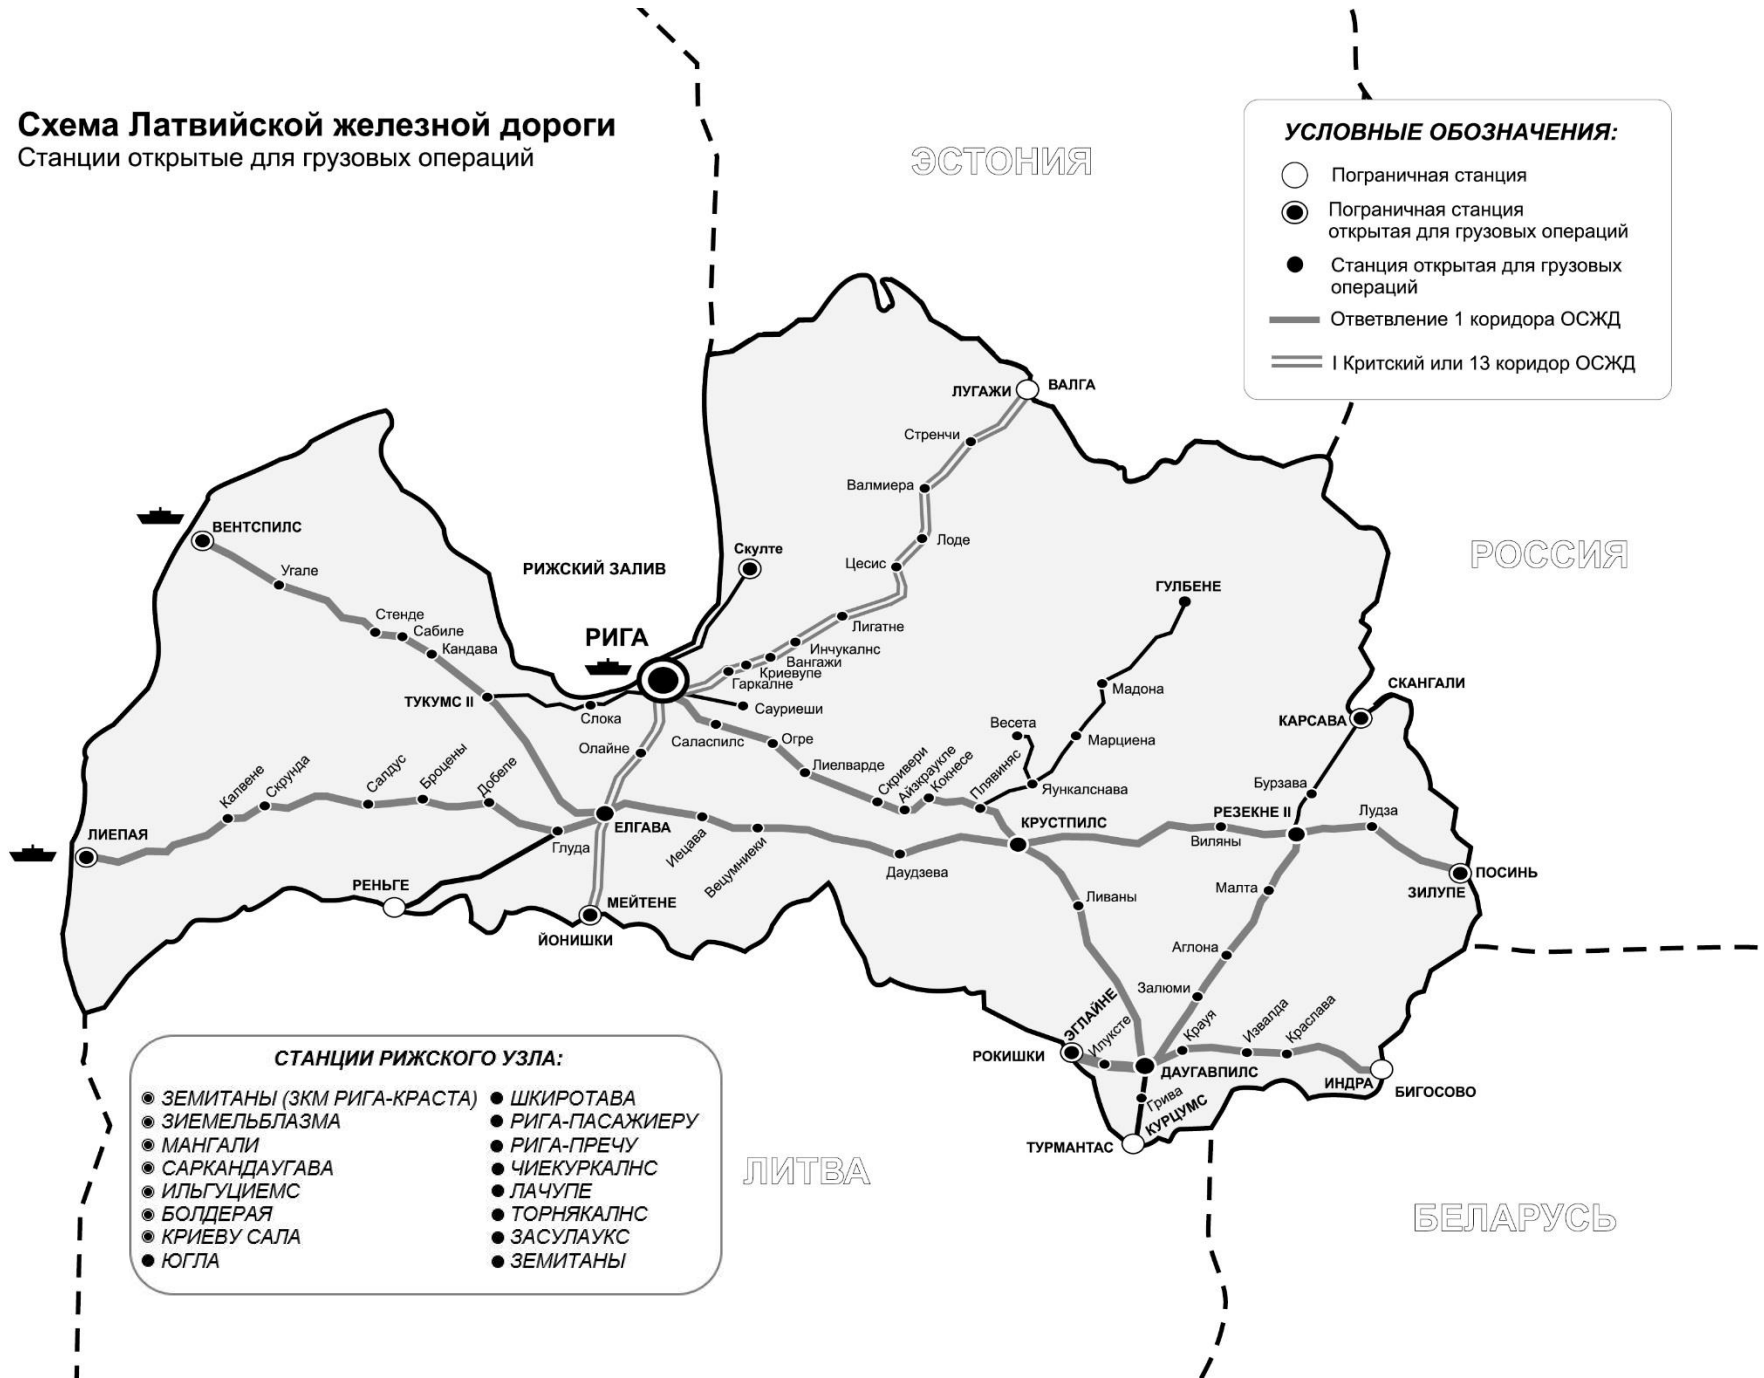 Схема Латвийской железной дороги
Станции открытые для грузовых операций
УСЛОВНЫЕ ОБОЗНАЧЕНИЯ:
Пограничная станция
Пограничная станция
открытая для грузовых операций
Станция открытая для грузовых
операций
Ответвление 1 коридора ОСЖД
I Критский или 13 коридор ОСЖД
ЭСТОНИЯ
РОССИЯ
ЛИТВА
БЕЛАРУСЬ
РИЖСКИЙ ЗАЛИВ
ЛУГАЖИ
ВАЛГА
Стренчи
Валмиера
Лоде
Цесис
Лигатне
Инчукалнс
Вангажи
Криевупе
Гаркалне
Скулте
РИГА
Сауриеши
ВЕНТСПИЛС
Угале
Стенде
Сабиле
Кандава
ТУКУМС II
Слока
Олайне
Саласпилс
Огре
Лиелварде
Скривери
Айзкраукле
Кокнесе
Плявиняс
Весета
Яункалснава
Марциена
Мадона
ГУЛБЕНЕ
СКАНГАЛИ
КАРСАВА
Бурзава
РЕЗЕКНЕ II
Лудза
Виляны
ПОСИНЬ
ЗИЛУПЕ
КРУСТПИЛС
ЛИЕПАЯ
Калвене
Скрунда
Салдус
Броцены
Добеле
Глуда
ЕЛГАВА
Иецава
Вецумниеки
Даудзева
РЕНЬГЕ
МЕЙТЕНЕ
ЙОНИШКИ
Ливаны
Малта
Аглона
Залюми
Крауя
Извалда
Краслава
ЭГЛАЙНЕ
Илуксте
РОКИШКИ
ДАУГАВПИЛС
ИНДРА
БИГОСОВО
Грива
КУРЦУМС
ТУРМАНТАС
СТАНЦИИ РИЖСКОГО УЗЛА:
ЗЕМИТАНЫ (3КМ РИГА-КРАСТА)
ЗИЕМЕЛЬБЛАЗМА
МАНГАЛИ
САРКАНДАУГАВА
ИЛЬГУЦИЕМС
БОЛДЕРАЯ
КРИЕВУ САЛА
ЮГЛА
ШКИРОТАВА
РИГА-ПАСАЖИЕРУ
РИГА-ПРЕЧУ
ЧИЕКУРКАЛНС
ЛАЧУПЕ
ТОРНЯКАЛНС
ЗАСУЛАУКС
ЗЕМИТАНЫ